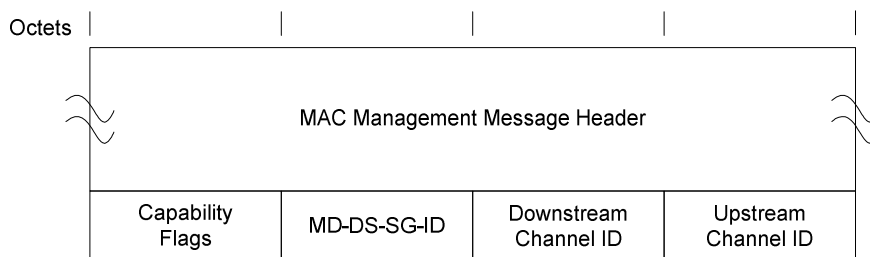 Octets
MAC Management Message Header
Capability
Flags
MD-DS-SG-ID
Downstream
Channel ID
Upstream
Channel ID